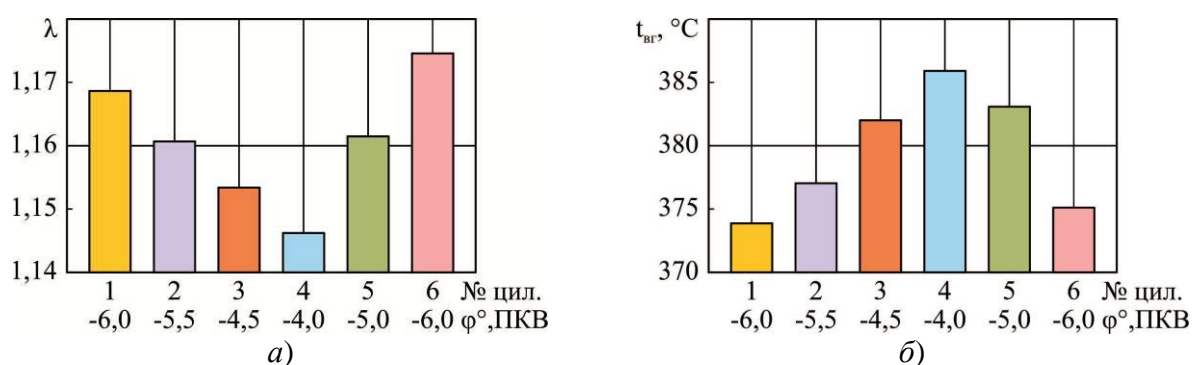 λ
1,17
1,16
1,15
1,14
1 2 3 4 5 6 № цил.
-6,0 -5,5 -4,5 -4,0 -5,0 -6,0 φ°,ПКВ
а)
tвг, °С
385
380
375
370
1 2 3 4 5 6 № цил.
-6,0 -5,5 -4,5 -4,0 -5,0 -6,0 φ°,ПКВ
б)